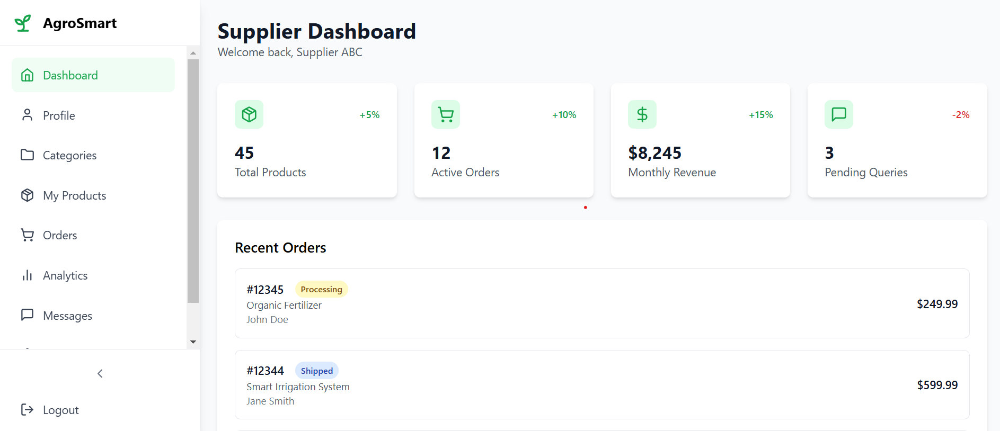 AgroSmart
Dashboard
Profile
Categories
My Products
Orders
Analytics
Messages
Logout
Supplier Dashboard
Welcome back, Supplier ABC
+5%
45
Total Products
+10%
12
Active Orders
+15%
$8,245
Monthly Revenue
-2%
3
Pending Queries
Recent Orders
#12345 Processing
Organic Fertilizer
John Doe
$249.99
#12344 Shipped
Smart Irrigation System
Jane Smith
$599.99